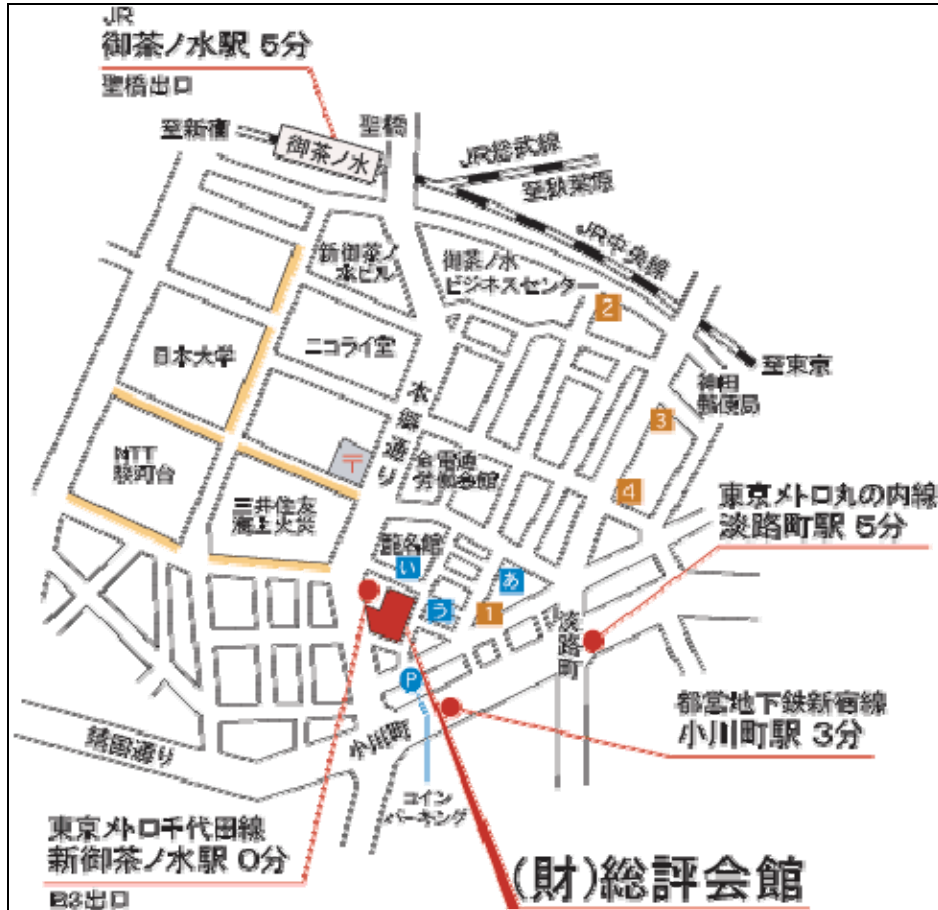 JR
御茶ノ水駅 5分
聖橋出口
至新宿
御茶ノ水
聖橋
JR総武線
至秋葉原
JR中央線
新御茶ノ
水ビル
御茶ノ水
ビジネスセンター
2
日本大学
ニコライ堂
至東京
神田
郵便局
3
本郷通り
NTT
駿河台
〒
全電通
労働会館
4
三井住友
海上火災
東京メトロ丸の内線
淡路町駅 5分
館名館
い
あ
う
1
淡路町
P
都営地下鉄新宿線
小川町駅 3分
靖国通り
小川町
コイン
パーキング
東京メトロ千代田線
新御茶ノ水駅 0分
B3出口
(財)総評会館